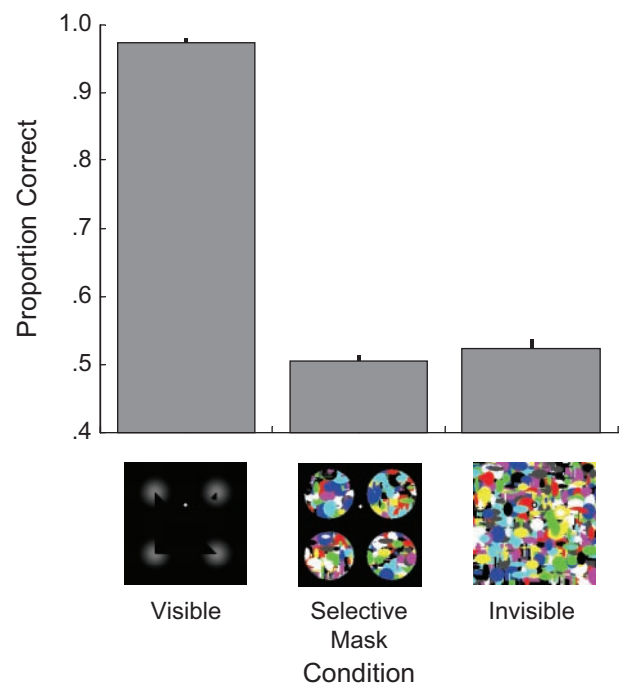 1.0
.9
.8
.7
.6
.5
.4
Proportion Correct
Visible
Selective
Mask
Invisible
Condition